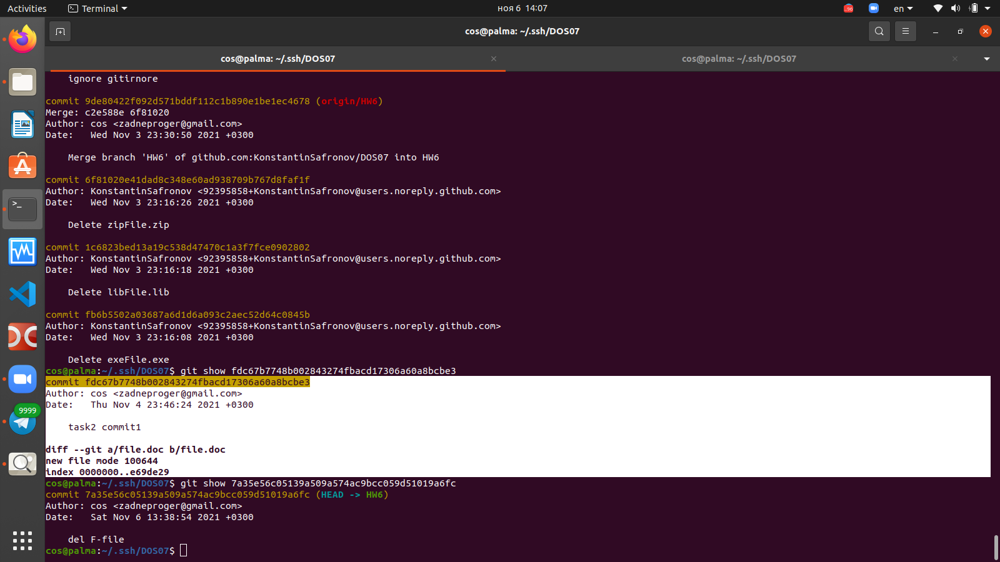 Activities
Terminal
ноя 6 14:07
96
en
cos@palma: ~/.ssh/DOS07
cos@palma: ~/.ssh/DOS07
cos@palma: ~/.ssh/DOS07
ignore gitirnore
commit 9de80422f092d571bddf112c1b890e1be1ec4678 (origin/HW6)
Merge: c2e588e 6f81020
Author: cos <zadneproger@gmail.com>
Date:   Wed Nov 3 23:30:50 2021 +0300
Merge branch 'HW6' of github.com:KonstantinSafronov/DOS07 into HW6
commit 6f81020e41dad8c348e60ad938709b767d8faf1f
Author: KonstantinSafronov <92395858+KonstantinSafronov@users.noreply.github.com>
Date:   Wed Nov 3 23:16:26 2021 +0300
Delete zipFile.zip
commit 1c6823bed13a19c538d47470c1a3f7fce0902802
Author: KonstantinSafronov <92395858+KonstantinSafronov@users.noreply.github.com>
Date:   Wed Nov 3 23:16:18 2021 +0300
Delete libFile.lib
commit fb6b5502a03687a6d1d6a093c2aec52d64c0845b
Author: KonstantinSafronov <92395858+KonstantinSafronov@users.noreply.github.com>
Date:   Wed Nov 3 23:16:08 2021 +0300
Delete exeFile.exe
cos@palma:~/.ssh/DOS07$ git show fdc67b7748b002843274fbacd17306a60a8bcbe3
commit fdc67b7748b002843274fbacd17306a60a8bcbe3
Author: cos <zadneproger@gmail.com>
Date:   Thu Nov 4 23:46:24 2021 +0300
task2 commit1
diff --git a/file.doc b/file.doc
new file mode 100644
index 0000000..e69de29
cos@palma:~/.ssh/DOS07$ git show 7a35e56c05139a509a574ac9bcc059d51019a6fc
commit 7a35e56c05139a509a574ac9bcc059d51019a6fc (HEAD -> HW6)
Author: cos <zadneproger@gmail.com>
Date:   Sat Nov 6 13:38:54 2021 +0300
del F-file
cos@palma:~/.ssh/DOS07$
9999